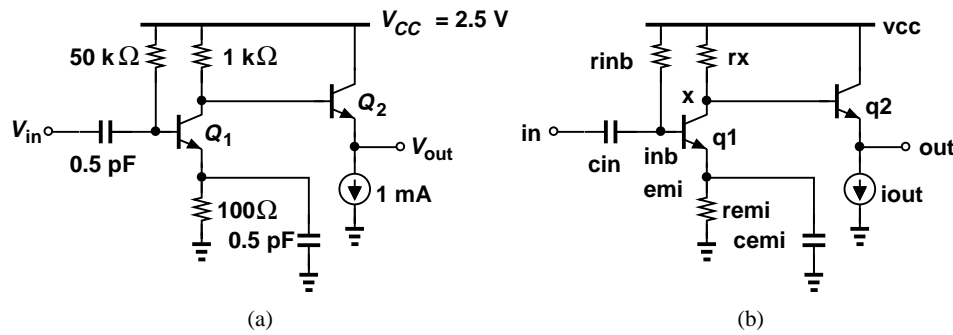 V_CC = 2.5 V
50 kΩ
1 kΩ
Q_2
V_in
Q_1
0.5 pF
V_out
1 mA
100Ω
0.5 pF
(a)
vcc
rinb
rx
x
q2
in
q1
cin
inb
out
emi
iout
remi
cemi
(b)